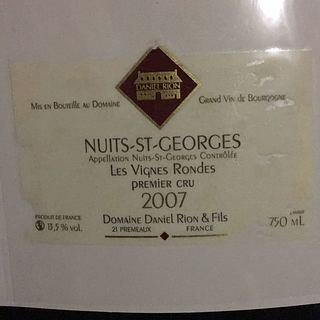 DANIEL RION
Mis en Bouteille au Domaine
Grand Vin de Bourgogne
NUITS-ST-GEORGES
Appellation Nuits-St-Georges Contrôlée
Les Vignes Rondes
PREMIER CRU
2007
PRODUIT DE FRANCE
13,5 % vol.
Domaine Daniel Rion & Fils
21 PREMEAUX FRANCE
750 mL